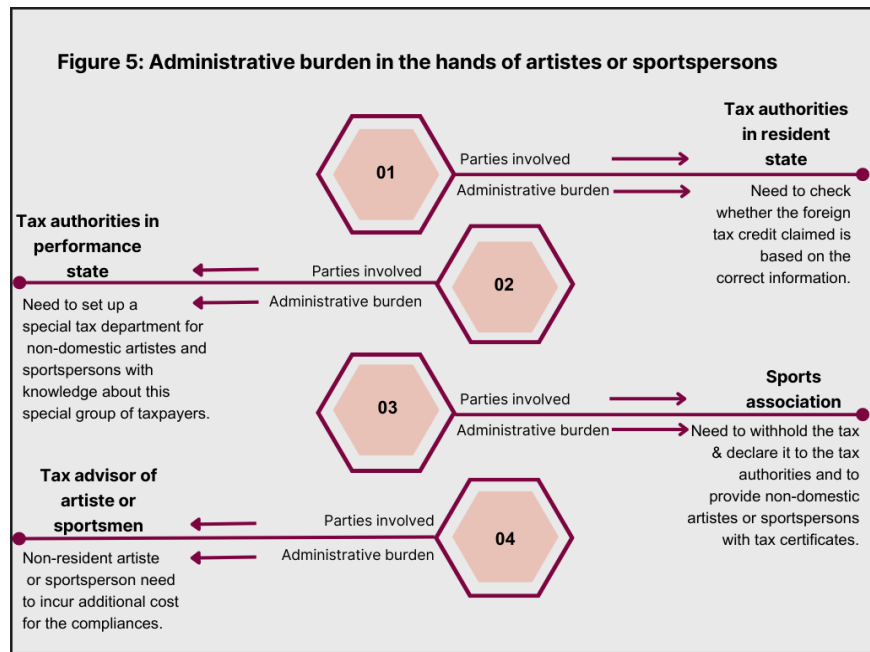 Figure 5: Administrative burden in the hands of artistes or sportspersons
01
Parties involved
Administrative burden
Tax authorities
in resident
state
Need to check
whether the foreign
tax credit claimed is
based on the
correct information.
02
Parties involved
Administrative burden
Tax authorities in
performance
state
Need to set up a
special tax department for
non-domestic artistes and
sportspersons with
knowledge about this
special group of taxpayers.
03
Parties involved
Administrative burden
Sports
association
Need to withhold the tax
& declare it to the tax
authorities and to
provide non-domestic
artistes or sportspersons
with tax certificates.
04
Parties involved
Administrative burden
Tax advisor of
artiste or
sportsmen
Non-resident artiste
or sportsperson need
to incur additional cost
for the compliances.